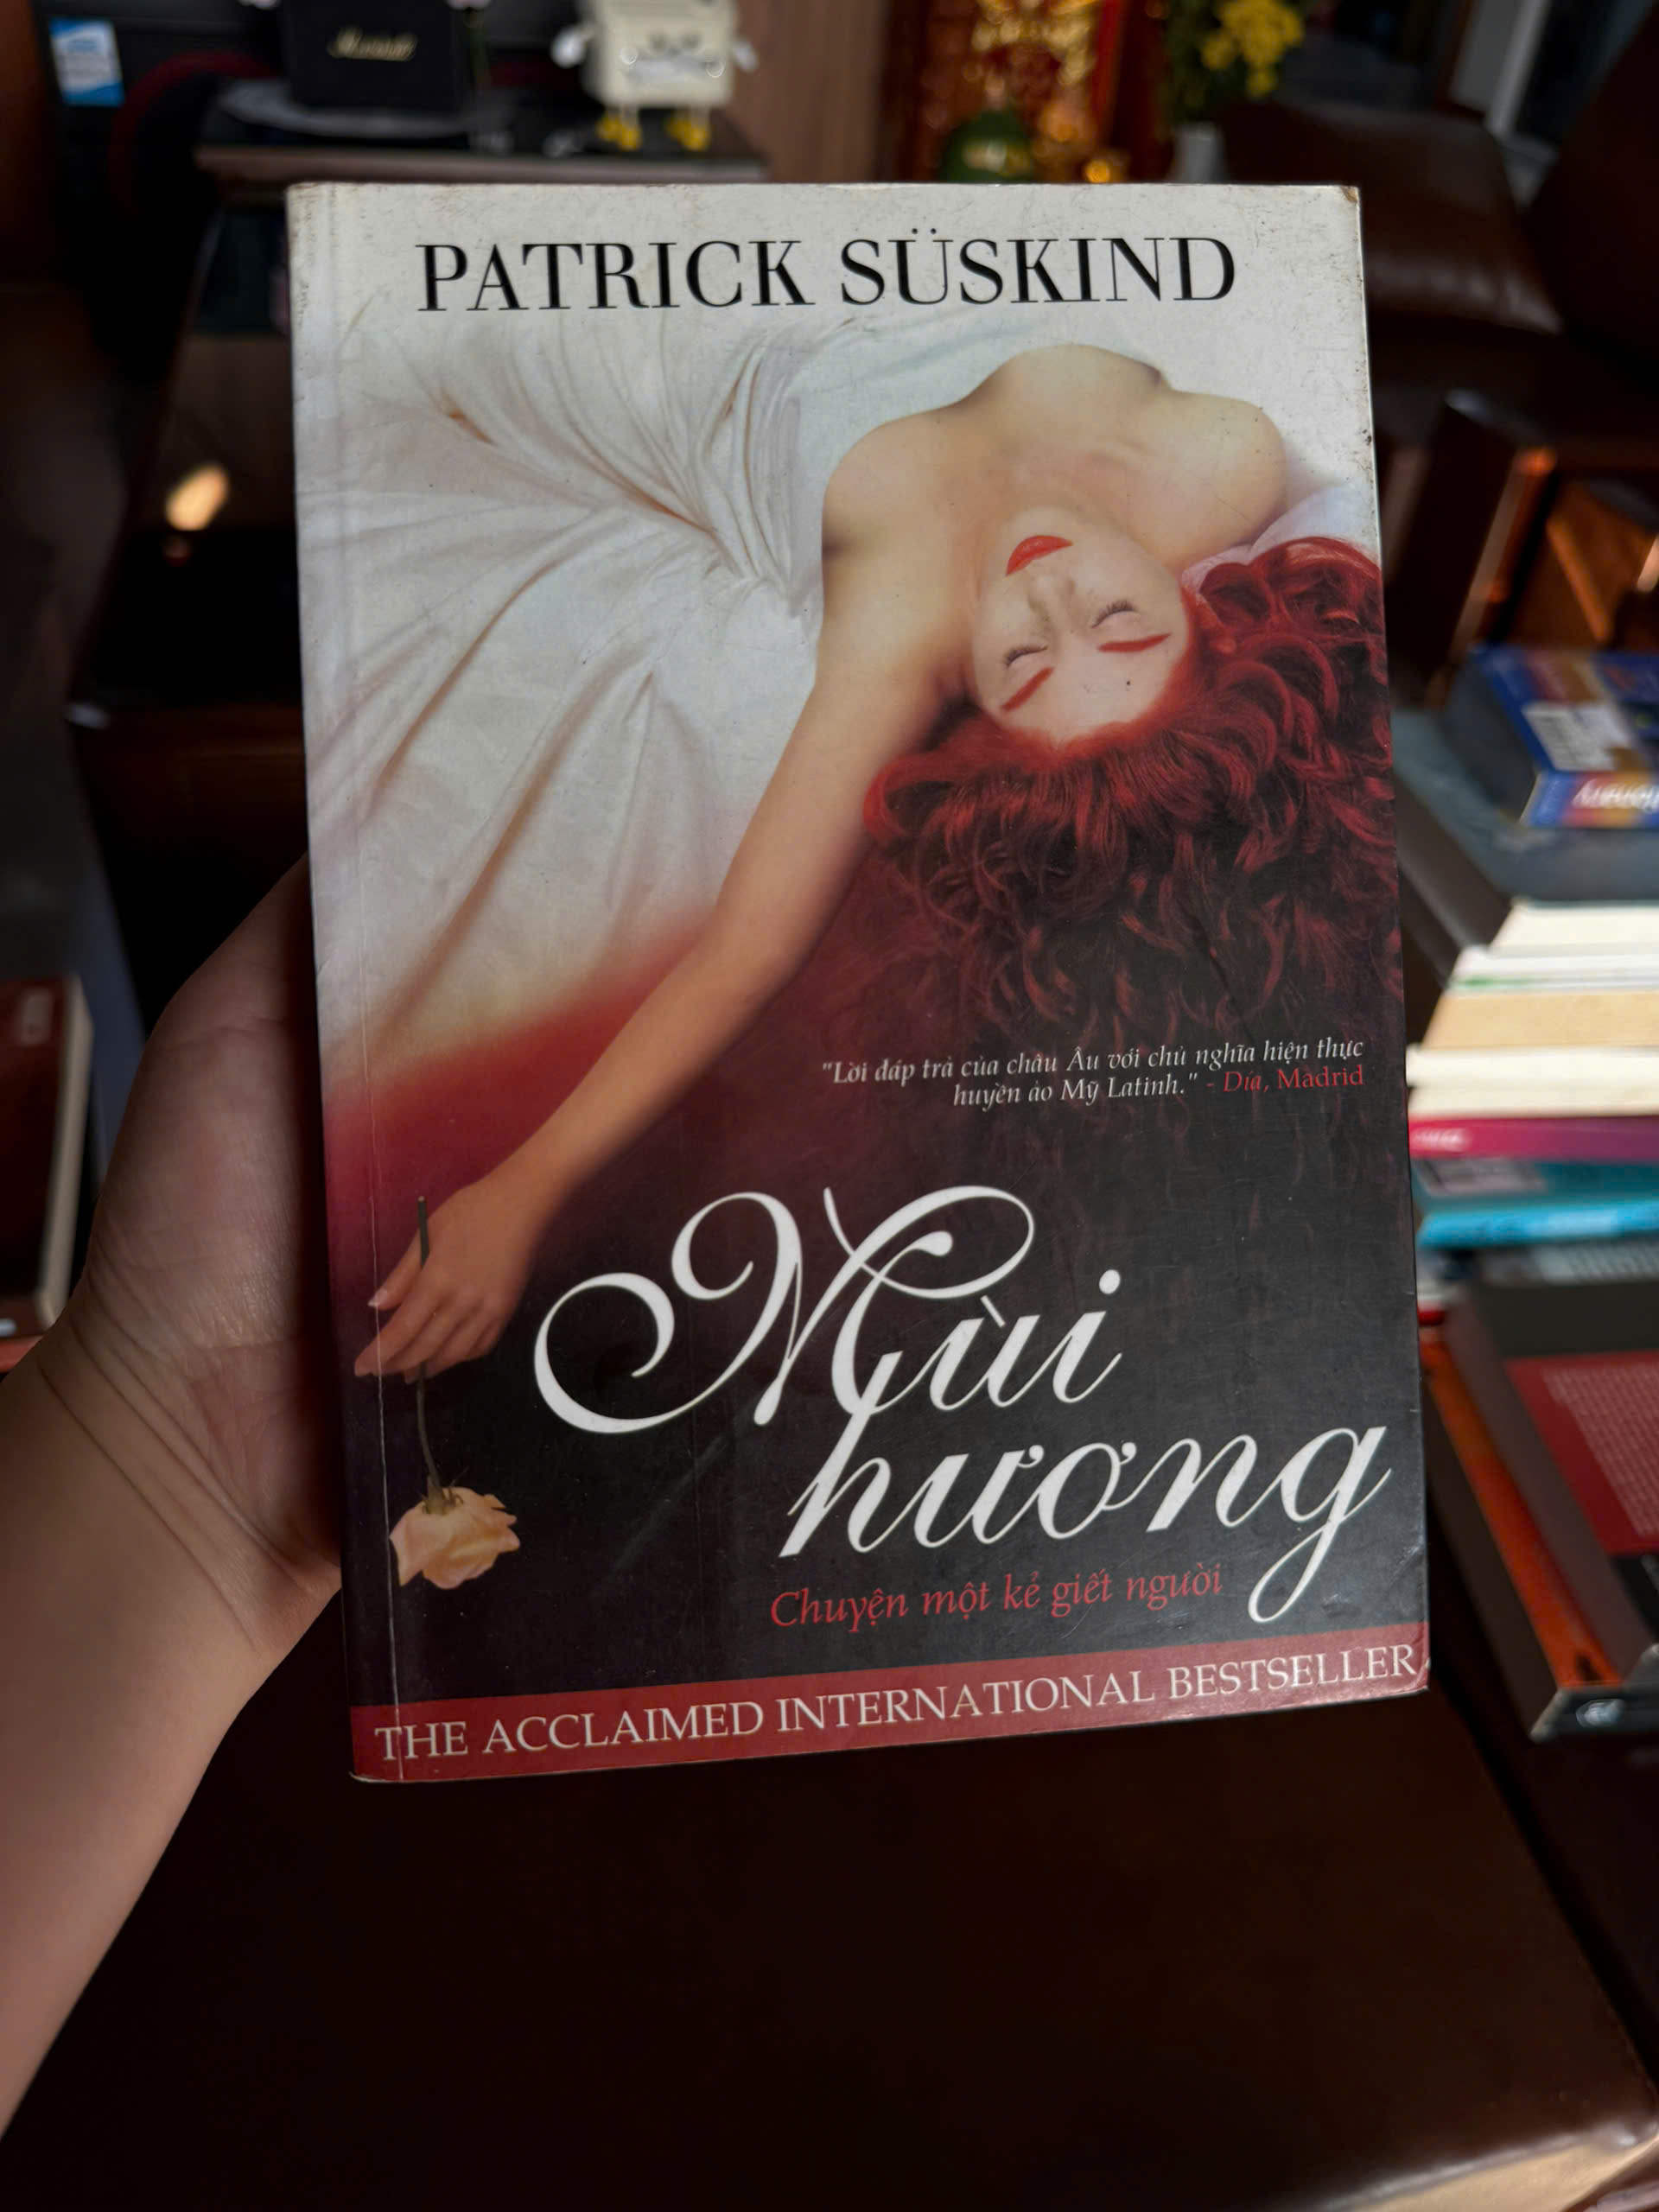 Marshall
PATRICK SÜSKIND
"Lời đáp trả của châu Âu với chủ nghĩa hiện thực
huyền ảo Mỹ Latinh." - Día, Madrid
Mùi
hương
Chuyện một kẻ giết người
THE ACCLAIMED INTERNATIONAL BESTSELLER